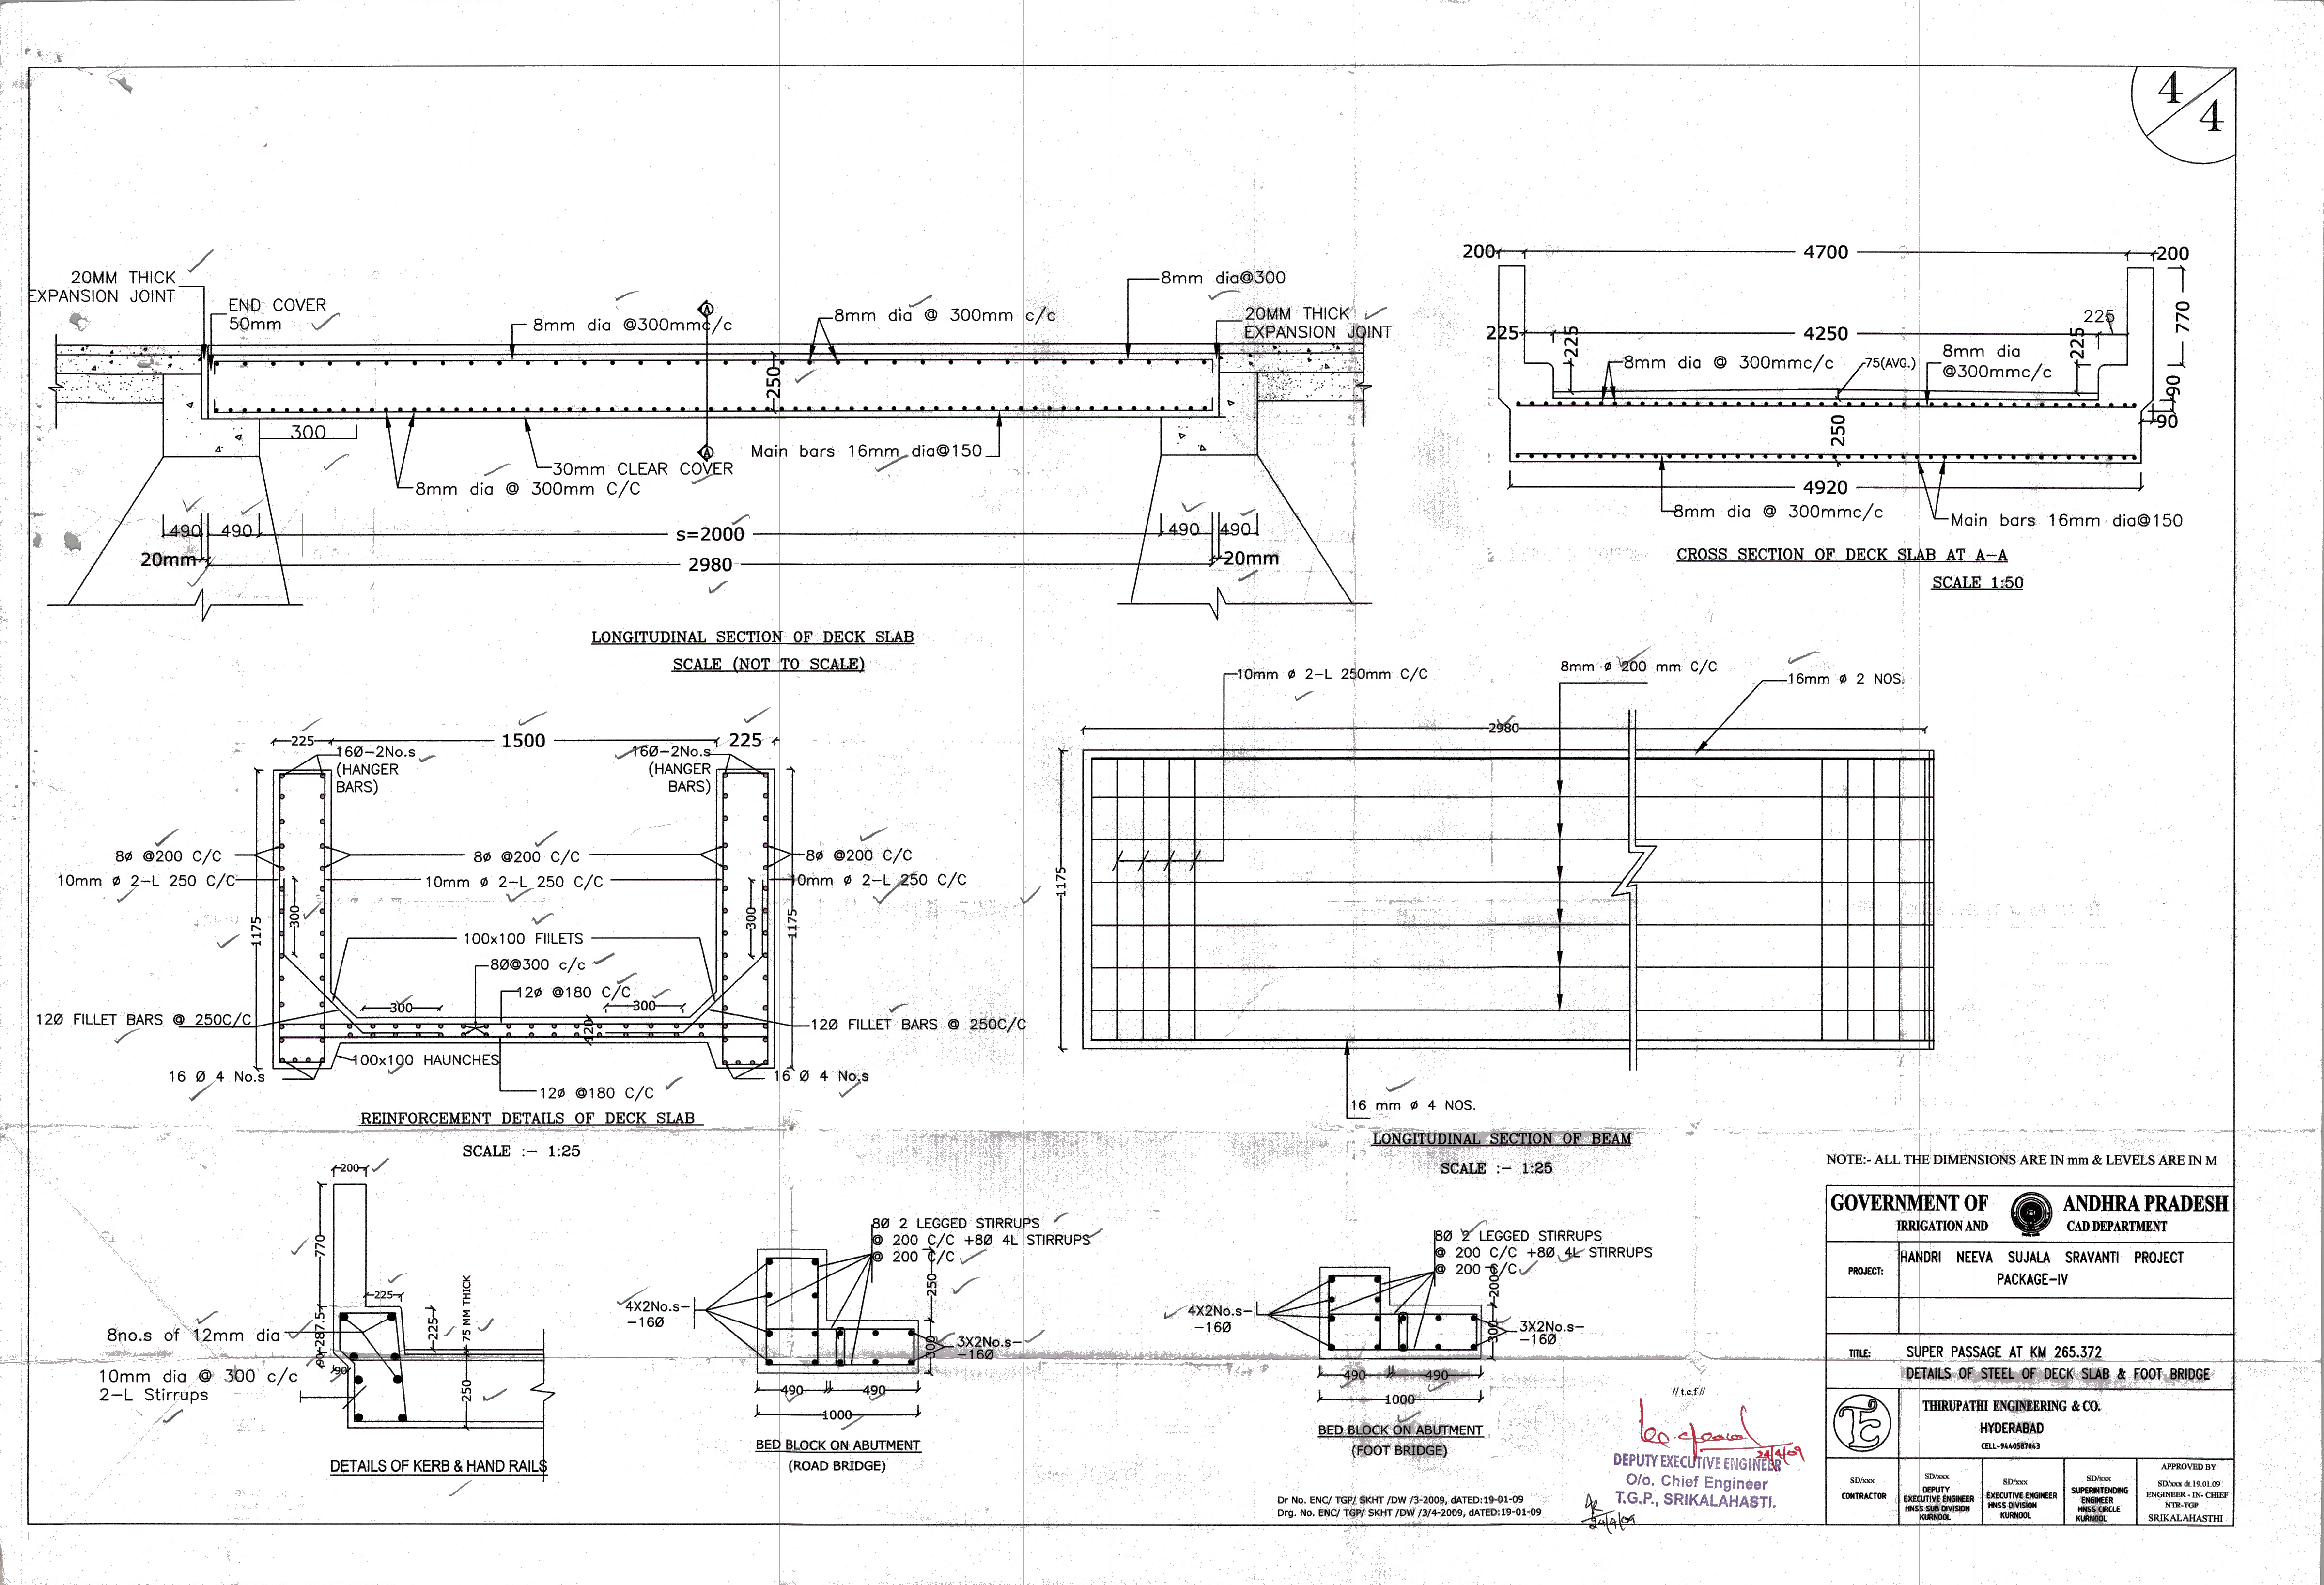 4/4
20MM THICK
EXPANSION JOINT
END COVER
50mm
8mm dia @300mmc/c
A
8mm dia @ 300mm c/c
8mm dia@300
20MM THICK
EXPANSION JOINT
250
300
30mm CLEAR COVER
8mm dia @ 300mm C/C
A
Main bars 16mm dia@150
490
490
s=2000
490
490
20mm
2980
20mm
LONGITUDINAL SECTION OF DECK SLAB
SCALE (NOT TO SCALE)
200
4700
200
770
225
225
4250
225
225
8mm dia @ 300mmc/c
75(AVG.)
8mm dia
@300mmc/c
90
90
250
4920
8mm dia @ 300mmc/c
Main bars 16mm dia@150
CROSS SECTION OF DECK SLAB AT A-A
SCALE 1:50
225
1500
225
16Ø-2No.s
(HANGER
BARS)
16Ø-2No.s
(HANGER
BARS)
8ø @200 C/C
8ø @200 C/C
8ø @200 C/C
10mm ø 2-L 250 C/C
10mm ø 2-L 250 C/C
10mm ø 2-L 250 C/C
1175
300
300
1175
100x100 FIILETS
8Ø@300 c/c
12ø @180 C/C
300
300
12Ø FILLET BARS @ 250C/C
420
12Ø FILLET BARS @ 250C/C
100x100 HAUNCHES
16 Ø 4 No.s
16 Ø 4 No.s
12ø @180 C/C
REINFORCEMENT DETAILS OF DECK SLAB
SCALE :- 1:25
10mm ø 2-L 250mm C/C
8mm ø 200 mm C/C
16mm ø 2 NOS.
2980
1175
16 mm ø 4 NOS.
LONGITUDINAL SECTION OF BEAM
SCALE :- 1:25
200
770
225
225
75 MM THICK
287.5
90
90
250
8no.s of 12mm dia
10mm dia @ 300 c/c
2-L Stirrups
DETAILS OF KERB & HAND RAILS
8Ø 2 LEGGED STIRRUPS
@ 200 C/C +8Ø 4L STIRRUPS
@ 200 C/C
250
4X2No.s-
-16Ø
300
3X2No.s-
-16Ø
490
490
1000
BED BLOCK ON ABUTMENT
(ROAD BRIDGE)
8Ø 2 LEGGED STIRRUPS
@ 200 C/C +8Ø 4L STIRRUPS
@ 200 C/C
200
4X2No.s-
-16Ø
300
3X2No.s-
-16Ø
490
490
1000
BED BLOCK ON ABUTMENT
(FOOT BRIDGE)
Dr No. ENC/ TGP/ SKHT /DW /3-2009, dATED:19-01-09
Drg. No. ENC/ TGP/ SKHT /DW /3/4-2009, dATED:19-01-09
// t.c.f //
24/4/09
DEPUTY EXECUTIVE ENGINEER
O/o. Chief Engineer
T.G.P., SRIKALAHASTI.
24/4/09
NOTE:- ALL THE DIMENSIONS ARE IN mm & LEVELS ARE IN M
GOVERNMENT OF ANDHRA PRADESH
IRRIGATION AND CAD DEPARTMENT
PROJECT: HANDRI NEEVA SUJALA SRAVANTI PROJECT
PACKAGE-IV
TITLE: SUPER PASSAGE AT KM 265.372
DETAILS OF STEEL OF DECK SLAB & FOOT BRIDGE
THIRUPATHI ENGINEERING & CO.
HYDERABAD
CELL-9440587043
SD/xxx
CONTRACTOR
SD/xxx
DEPUTY
EXECUTIVE ENGINEER
HNSS SUB DIVISION
KURNOOL
SD/xxx
EXECUTIVE ENGINEER
HNSS DIVISION
KURNOOL
SD/xxx
SUPERINTENDING
ENGINEER
HNSS CIRCLE
KURNOOL
APPROVED BY
SD/xxx dt.19.01.09
ENGINEER - IN- CHIEF
NTR-TGP
SRIKALAHASTHI